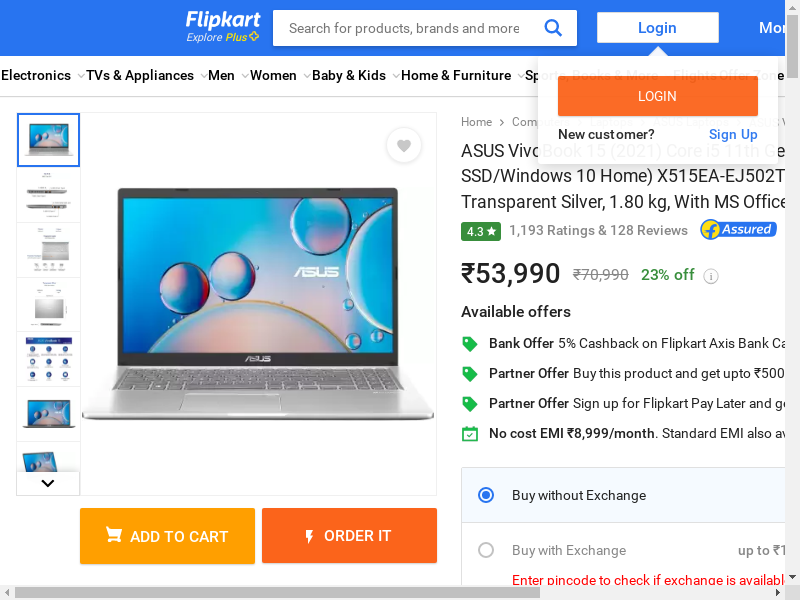 Flipkart
Explore Plus
Search for products, brands and more
Login
Mor
Electronics
TVs & Appliances
Men
Women
Baby & Kids
Home & Furniture
Sports, Books & More
Flights Offer Zone
LOGIN
New customer?
Sign Up
Home
ASUS VivoBook 15 (2021) Core i5 11th Ge
SSD/Windows 10 Home) X515EA-EJ502T
Transparent Silver, 1.80 kg, With MS Office
4.3 ★ 1,193 Ratings & 128 Reviews
Assured
₹53,990 ₹70,990 23% off
Available offers
Bank Offer 5% Cashback on Flipkart Axis Bank Ca
Partner Offer Buy this product and get upto ₹500
Partner Offer Sign up for Flipkart Pay Later and ge
No cost EMI ₹8,999/month. Standard EMI also av
ASUS
ASUS
Buy without Exchange
ADD TO CART
ORDER IT
Buy with Exchange
up to ₹1
Enter pincode to check if exchange is availabl